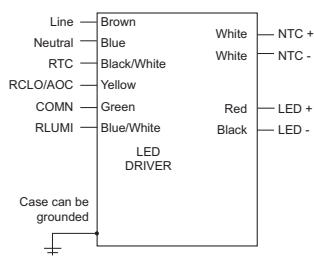 Line Brown
Neutral Blue
RTC Black/White
RCLO/AOC Yellow
COMN Green
RLUMI Blue/White
White NTC +
White NTC -
Red LED +
Black LED -
LED
DRIVER
Case can be
grounded